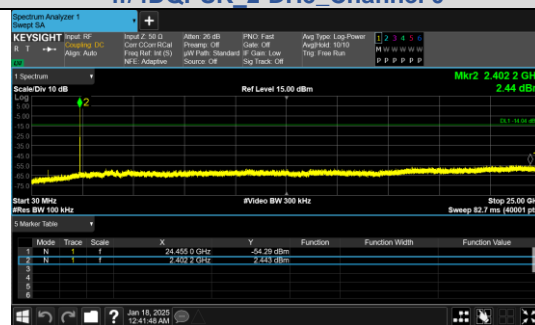 π/4DQPSK_2-DH5_Channel 0
Spectrum Analyzer 1
Swept SA
KEYSIGHT
R T
Input: RF
Coupling: DC
Align: Auto
Input Z: 50 Ω
Corr CCorr RCal
Freq Ref: Int (S)
NFE: Adaptive
Atten: 26 dB
Preamp: Off
µW Path: Standard
Source: Off
PNO: Fast
Gate: Off
IF Gain: Low
Sig Track: Off
Avg Type: Log-Power
Avg|Hold: 10/10
Trig: Free Run
1 2 3 4 5 6
M W W W W W
P P P P P P
1 Spectrum
Scale/Div 10 dB
Ref Level 15.00 dBm
Mkr2 2.402 2 GHz
2.44 dBm
Log
5.00
-5.00
-15.0
-25.0
-35.0
-45.0
-55.0
-65.0
-75.0
2
DL1 -14.04 dB
Start 30 MHz
#Res BW 100 kHz
#Video BW 300 kHz
Stop 25.00 GH
Sweep 82.7 ms (40001 pt
5 Marker Table
Mode Trace Scale X Y Function Function Width Function Value
1 N 1 f 24.455 0 GHz -54.29 dBm
2 N 1 f 2.402 2 GHz 2.443 dBm
3
4
5
6
Jan 18, 2025
12:41:48 AM